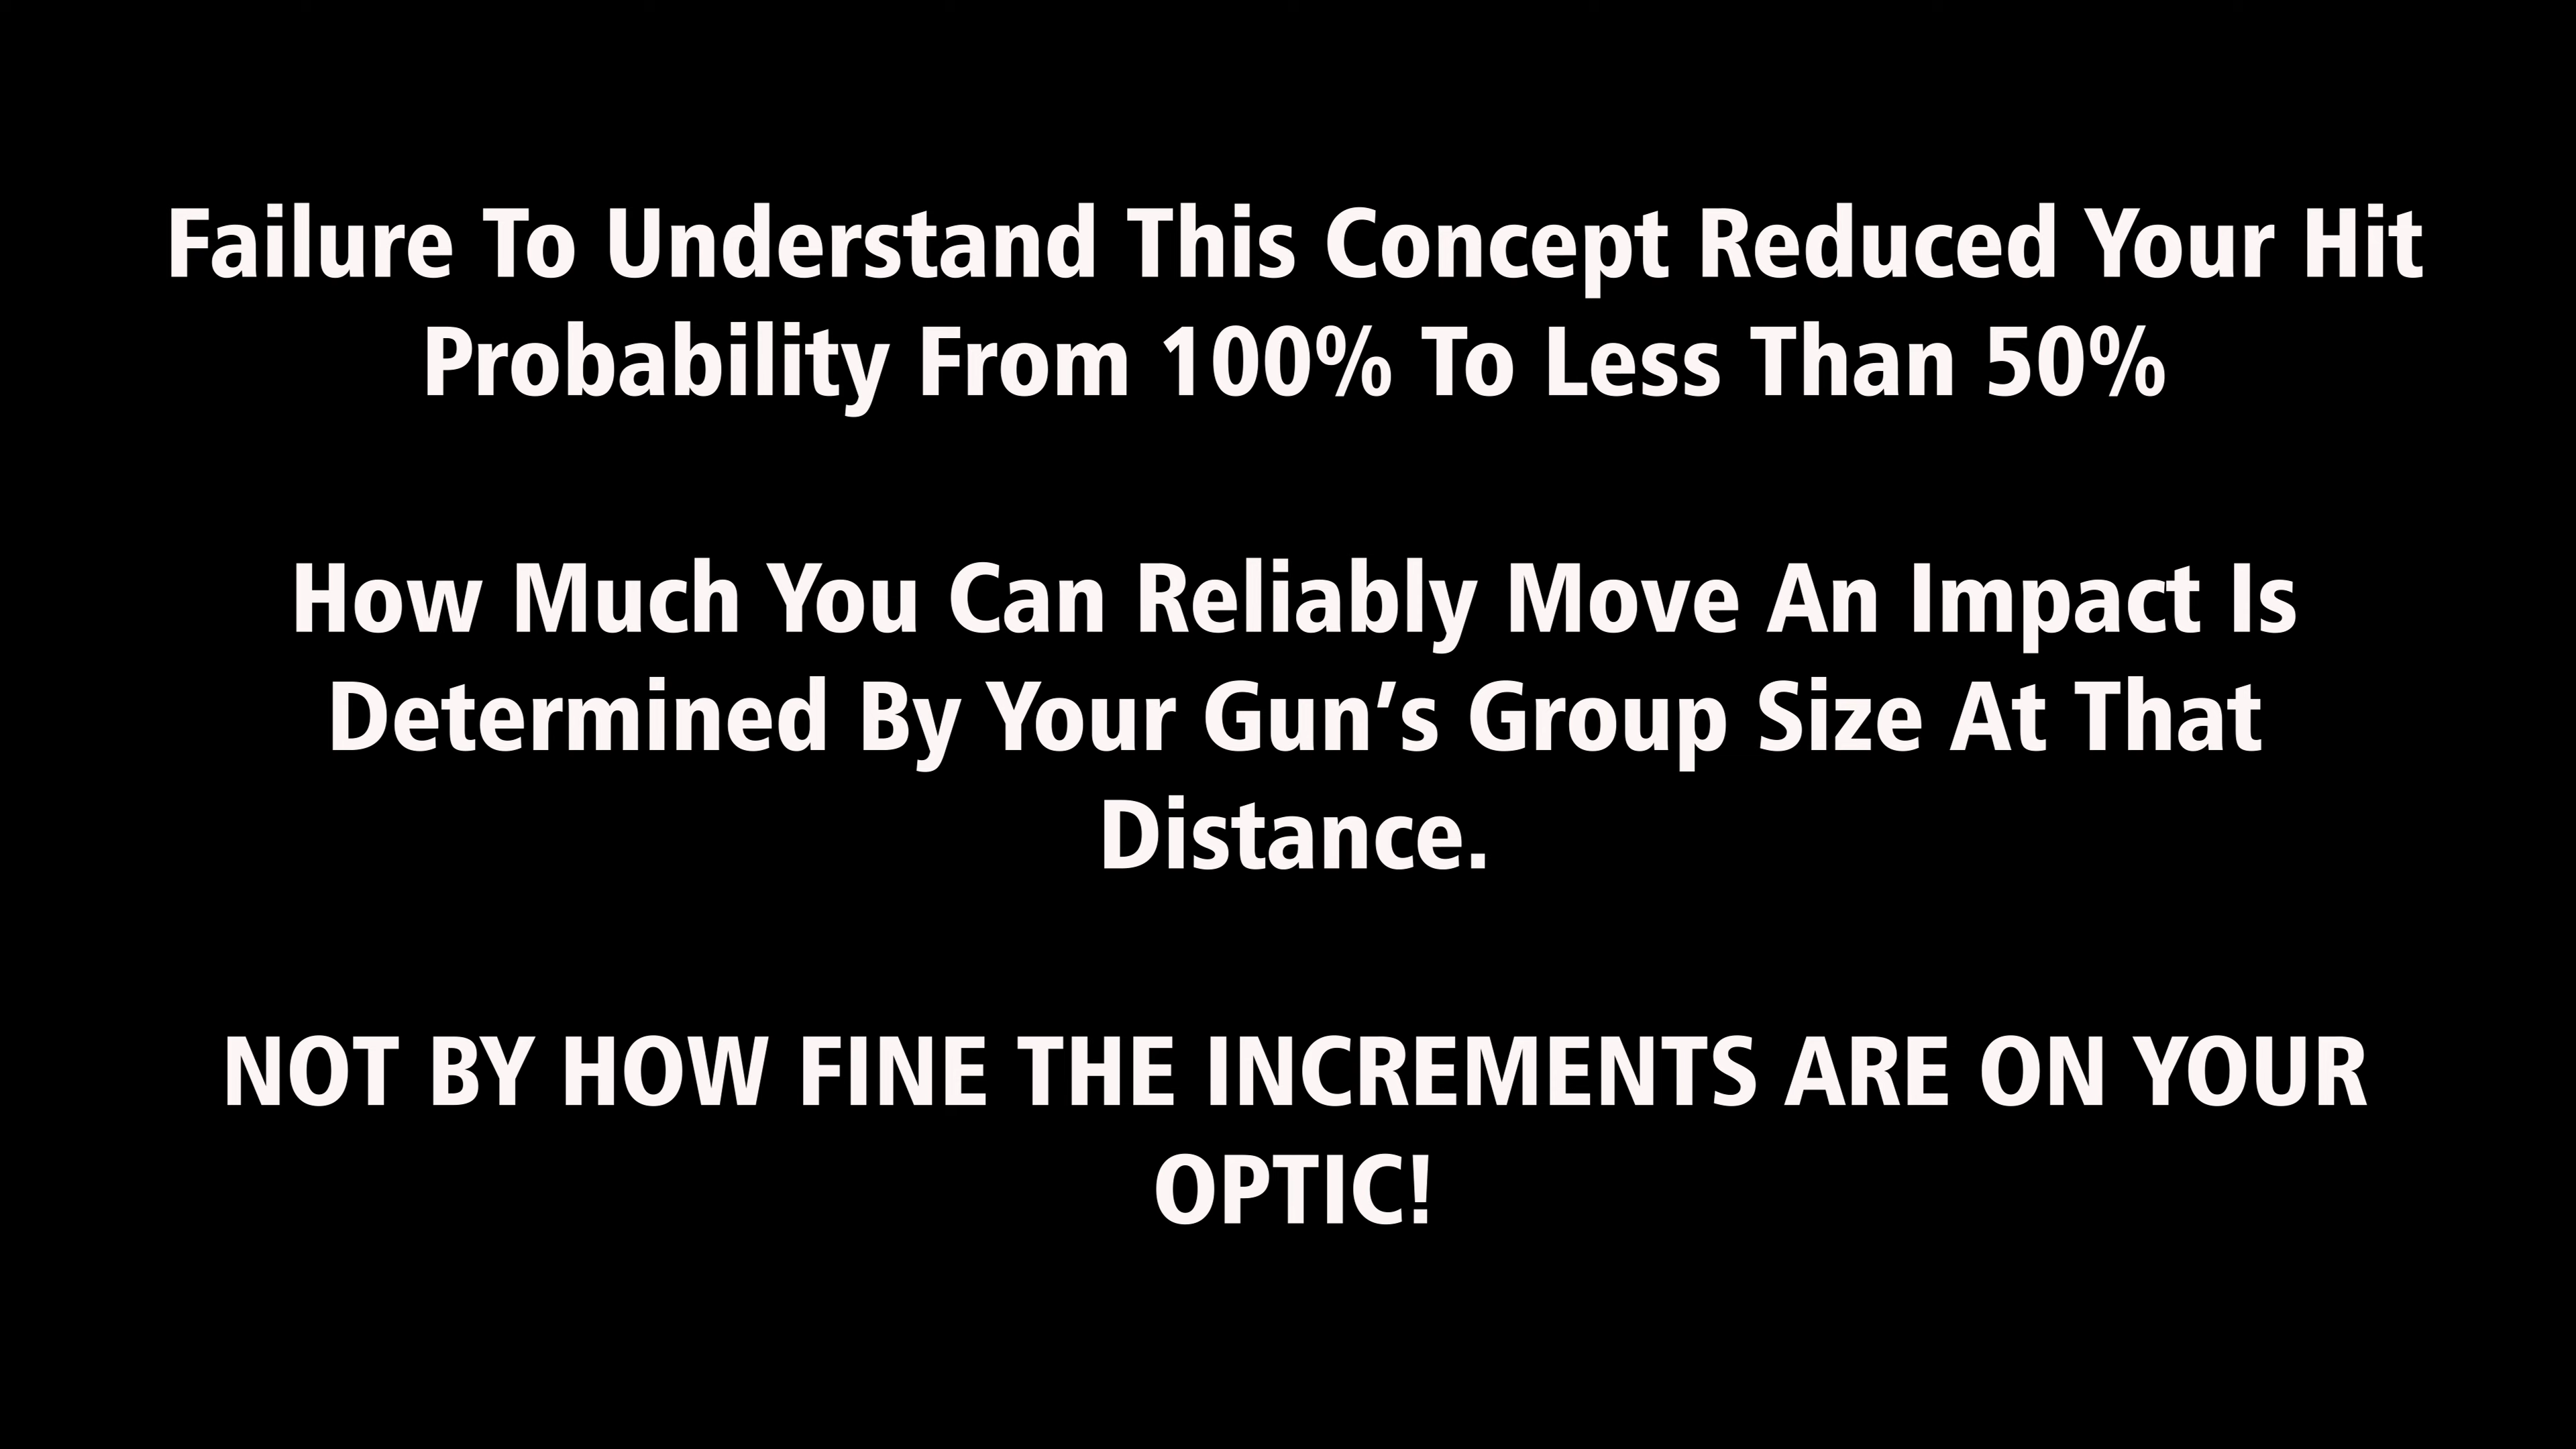 Failure To Understand This Concept Reduced Your Hit
Probability From 100% To Less Than 50%
How Much You Can Reliably Move An Impact Is
Determined By Your Gun’s Group Size At That
Distance.
NOT BY HOW FINE THE INCREMENTS ARE ON YOUR
OPTIC!